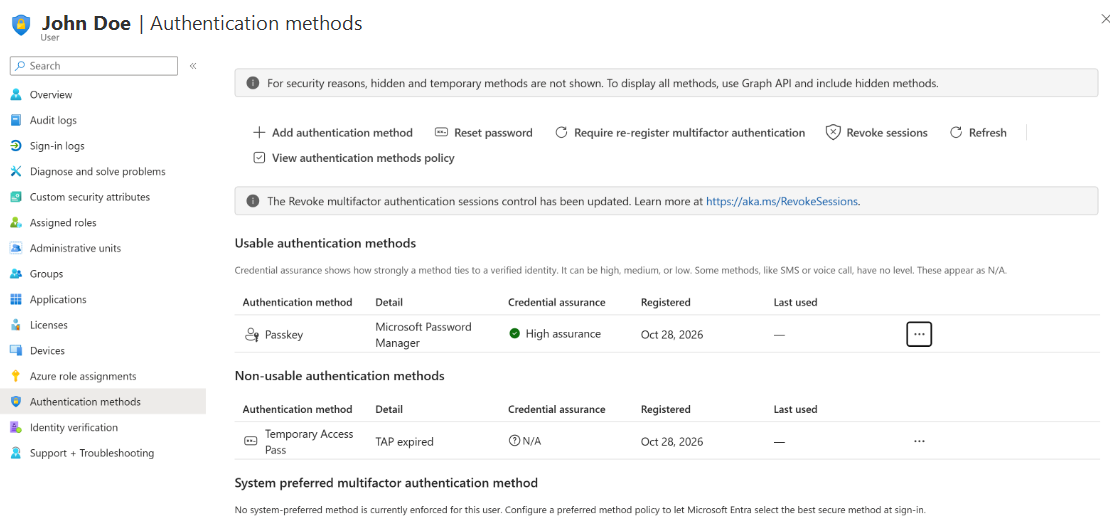 John Doe | Authentication methods
User
Search
Overview
Audit logs
Sign-in logs
Diagnose and solve problems
Custom security attributes
Assigned roles
Administrative units
Groups
Applications
Licenses
Devices
Azure role assignments
Authentication methods
Identity verification
Support + Troubleshooting
For security reasons, hidden and temporary methods are not shown. To display all methods, use Graph API and include hidden methods.
Add authentication method Reset password Require re-register multifactor authentication Revoke sessions Refresh
View authentication methods policy
The Revoke multifactor authentication sessions control has been updated. Learn more at https://aka.ms/RevokeSessions.
Usable authentication methods
Credential assurance shows how strongly a method ties to a verified identity. It can be high, medium, or low. Some methods, like SMS or voice call, have no level. These appear as N/A.
Authentication method Detail Credential assurance Registered Last used
Passkey Microsoft Password Manager High assurance Oct 28, 2026 —
Non-usable authentication methods
Authentication method Detail Credential assurance Registered Last used
Temporary Access Pass TAP expired N/A Oct 28, 2026 —
System preferred multifactor authentication method
No system-preferred method is currently enforced for this user. Configure a preferred method policy to let Microsoft Entra select the best secure method at sign-in.